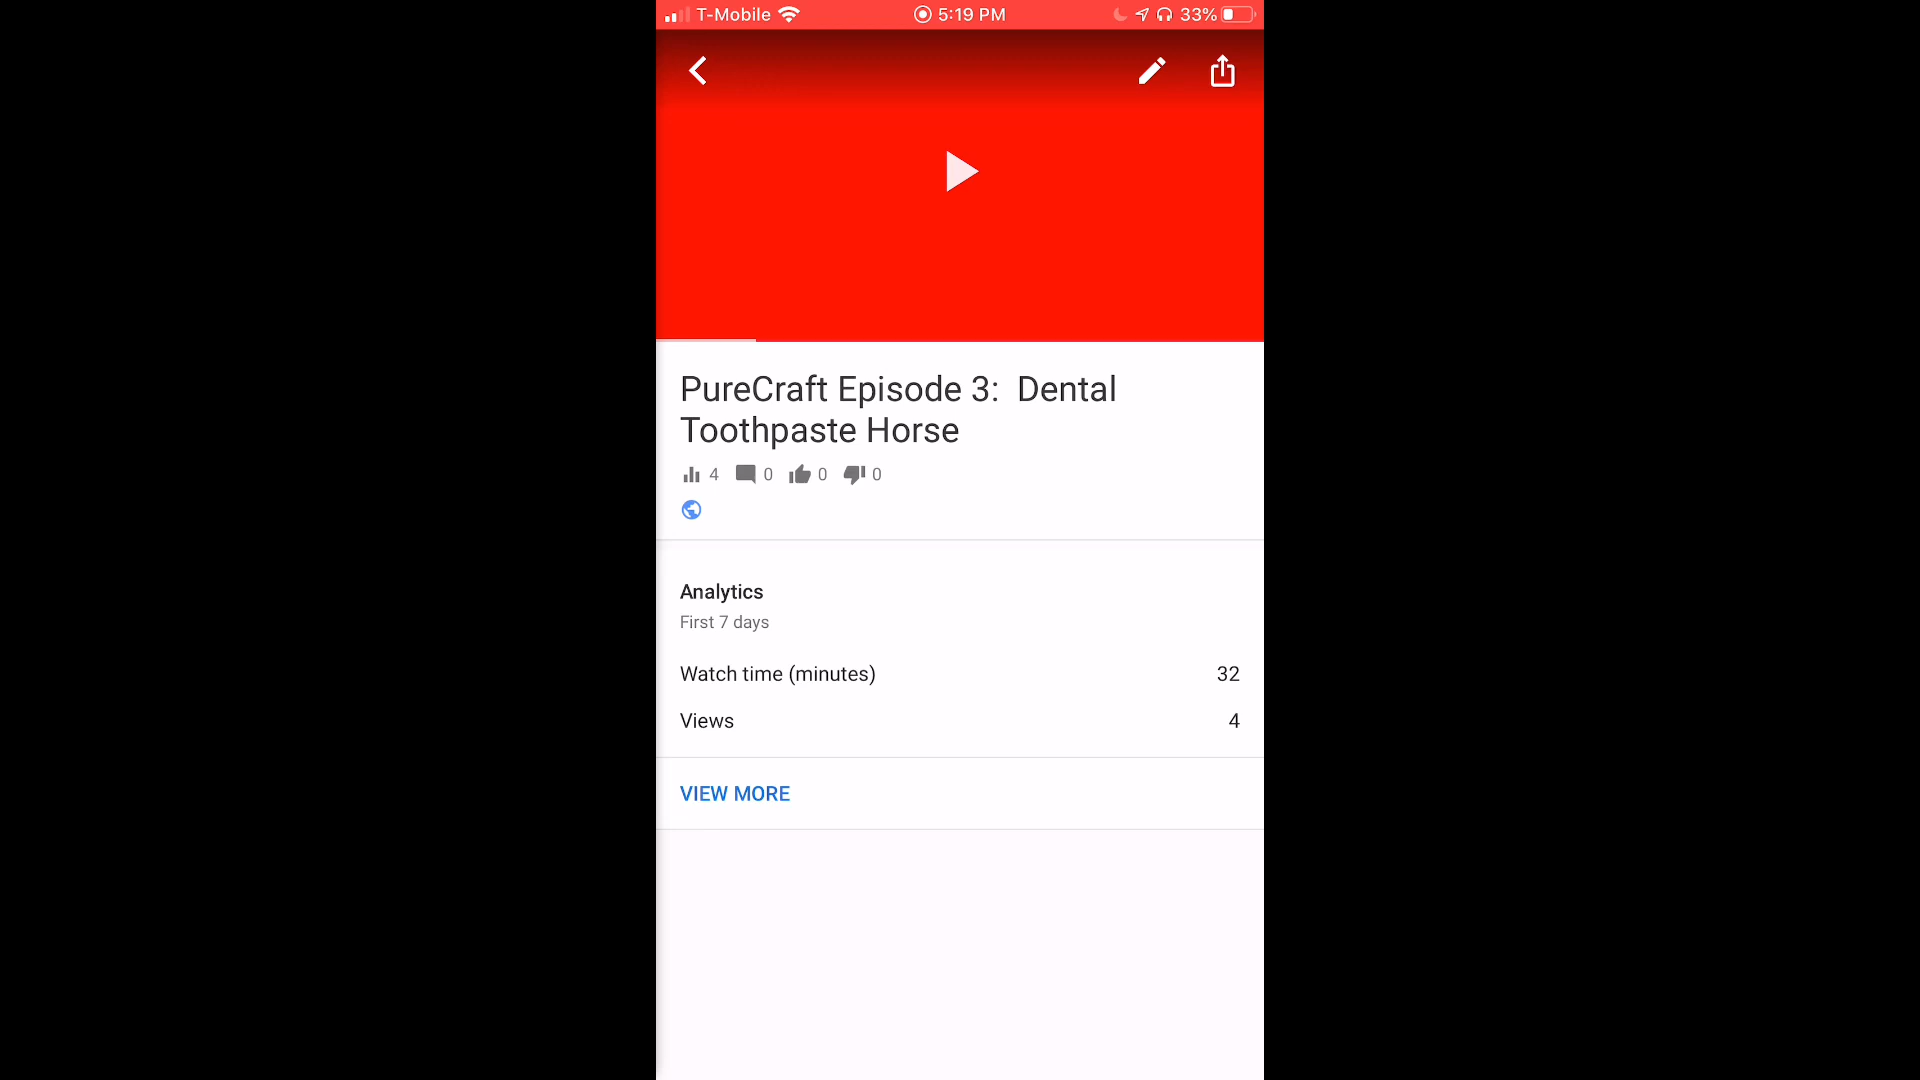 T-Mobile 5:19 PM 33%
PureCraft Episode 3:  Dental
Toothpaste Horse
4 0 0 0
Analytics
First 7 days
Watch time (minutes) 32
Views 4
VIEW MORE